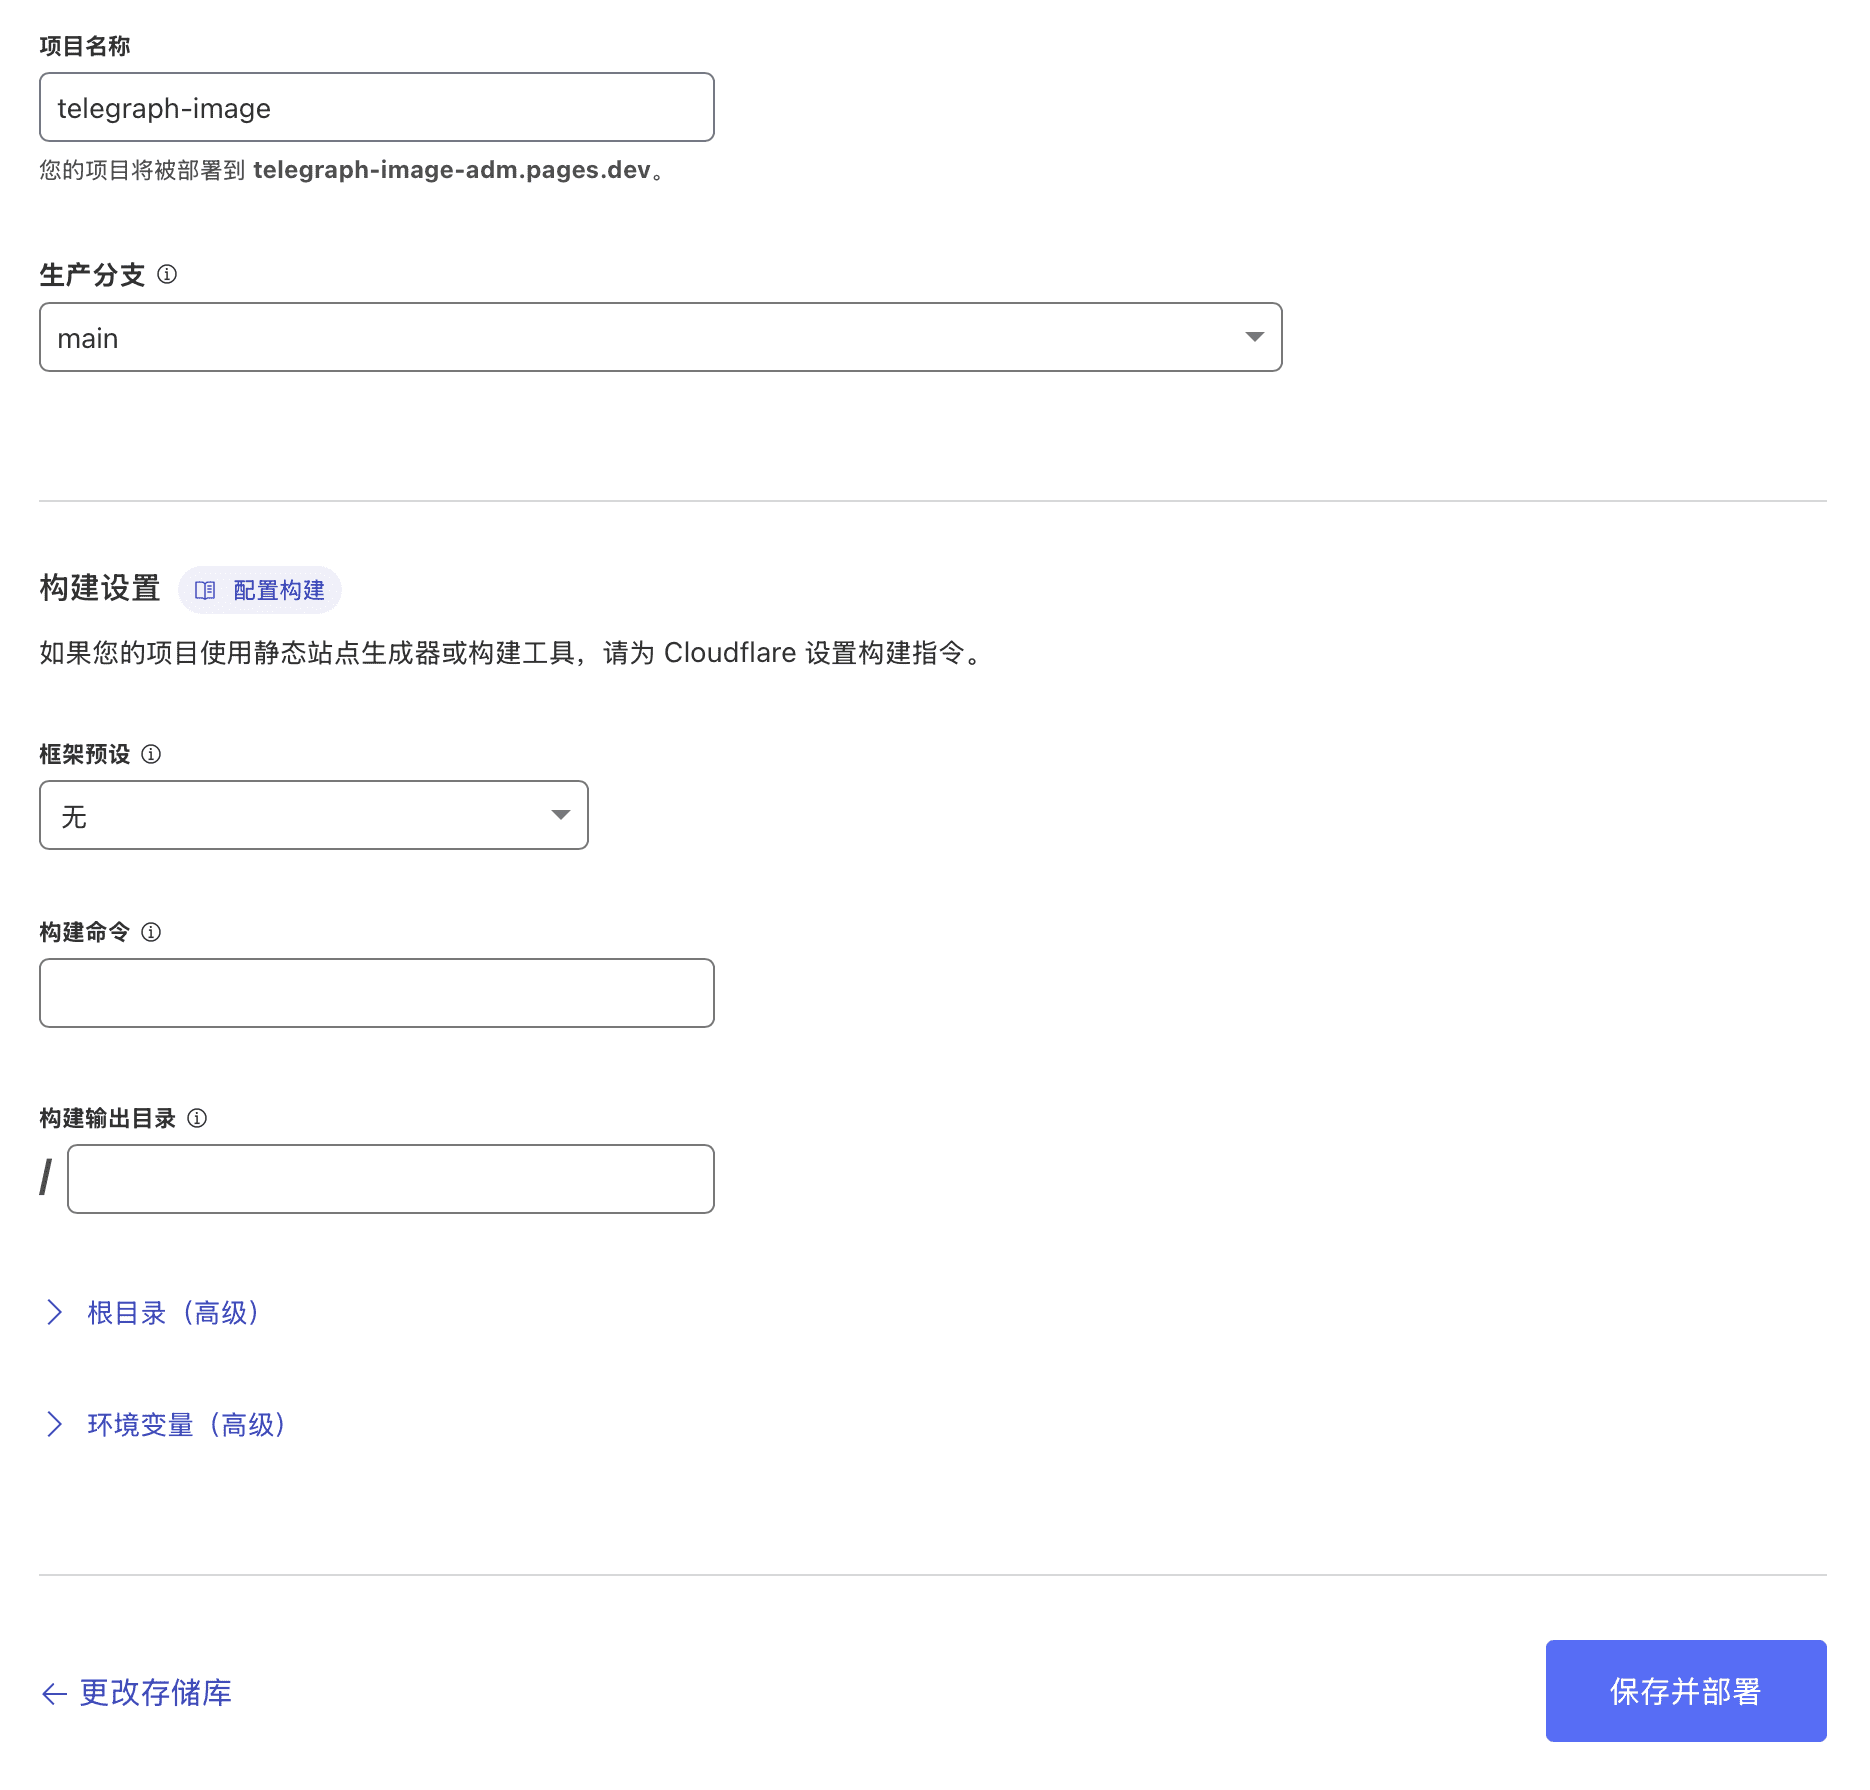 项目名称
telegraph-image
您的项目将被部署到 telegraph-image-adm.pages.dev。
生产分支
main
构建设置
配置构建
如果您的项目使用静态站点生成器或构建工具，请为 Cloudflare 设置构建指令。
框架预设
无
构建命令
构建输出目录
/
根目录（高级）
环境变量（高级）
更改存储库
保存并部署